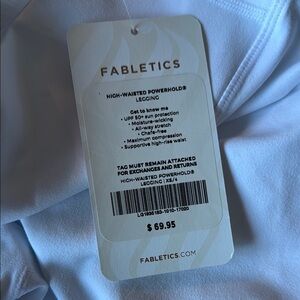 FABLETICS
HIGH-WAISTED POWERHOLD®
LEGGING
Get to know me
• UPF 50+ sun protection
• Moisture-wicking
• All-way stretch
• Chafe-free
• Maximum compression
• Supportive high-rise waist
TAG MUST REMAIN ATTACHED
FOR EXCHANGES AND RETURNS
HIGH-WAISTED POWERHOLD®
LEGGING | XS/4
$ 69.95
FABLETICS.COM